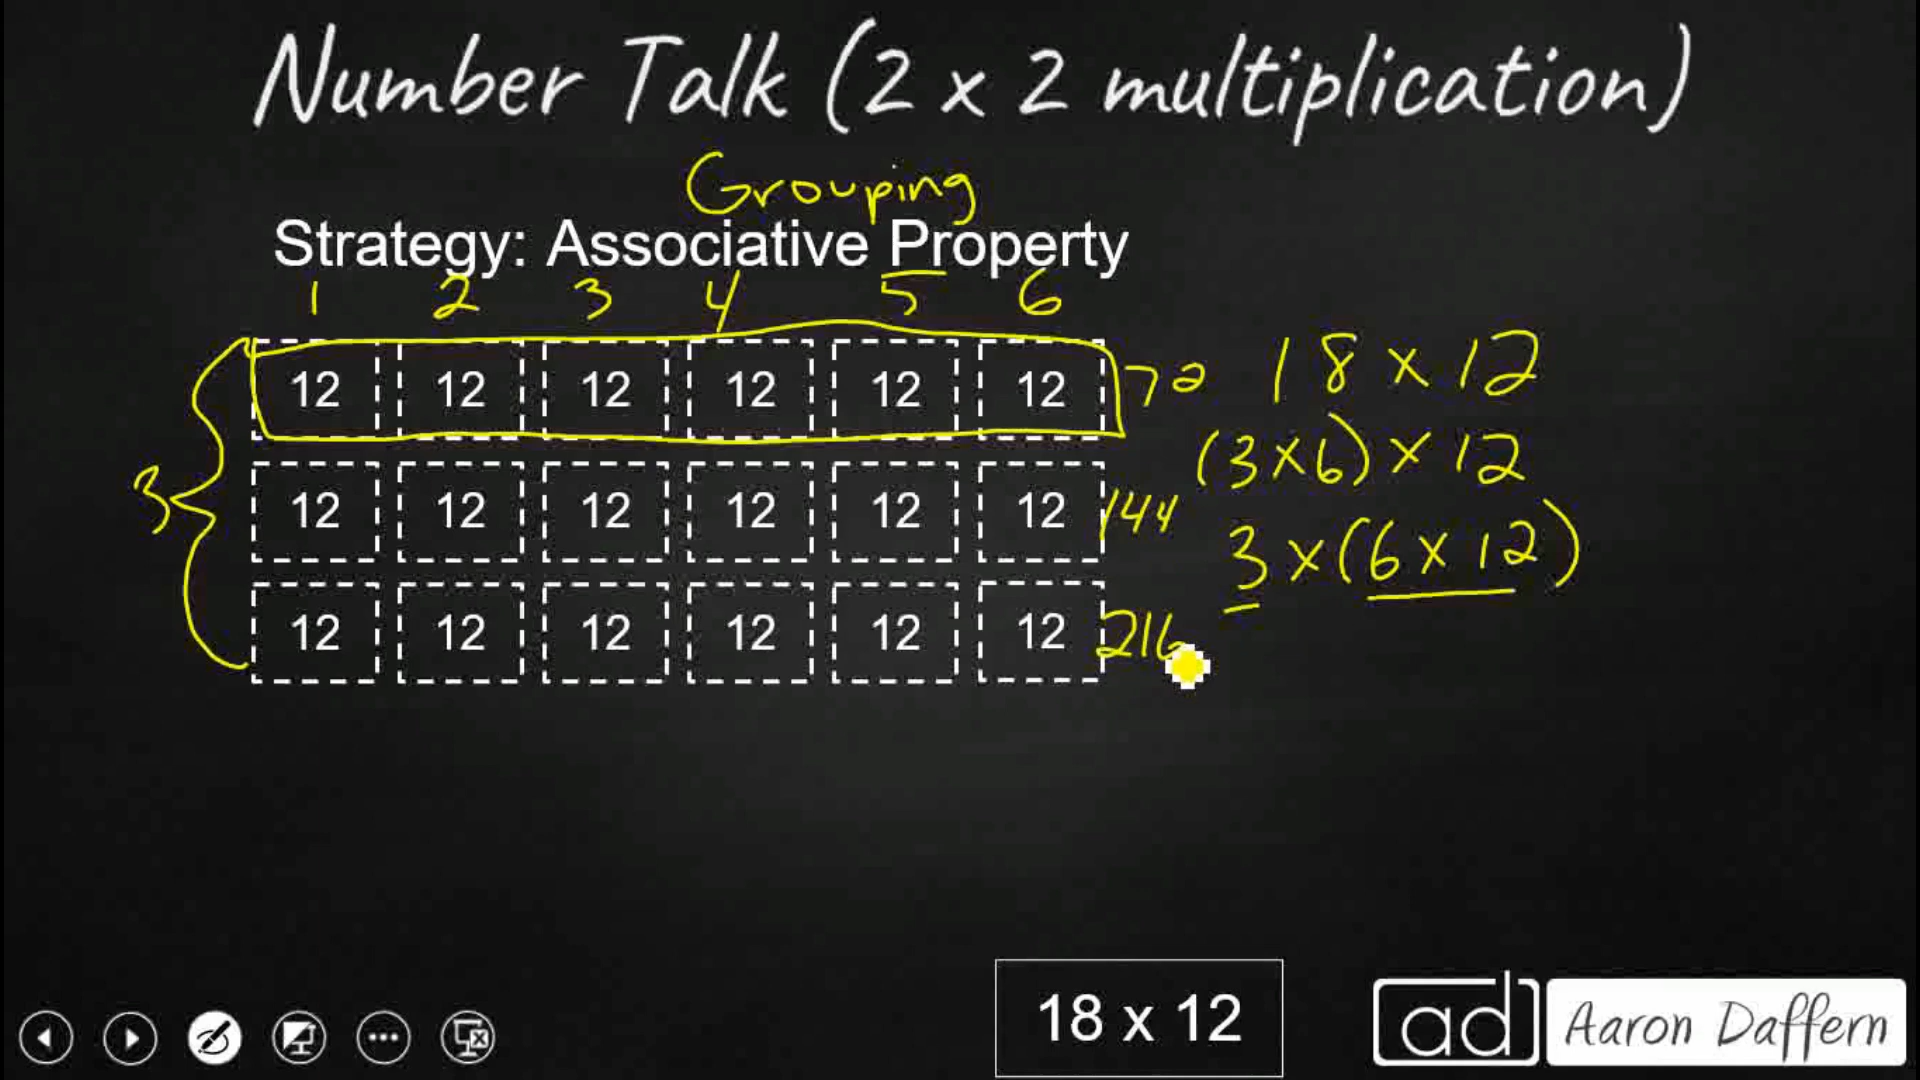 Number Talk (2 x 2 multiplication)
Grouping
Strategy: Associative Property
1 2 3 4 5 6
12 12 12 12 12 12 72
18 x 12
(3 x 6) x 12
3
12 12 12 12 12 12 144
3 x (6 x 12)
12 12 12 12 12 12 216
18 x 12
ad Aaron Daffern